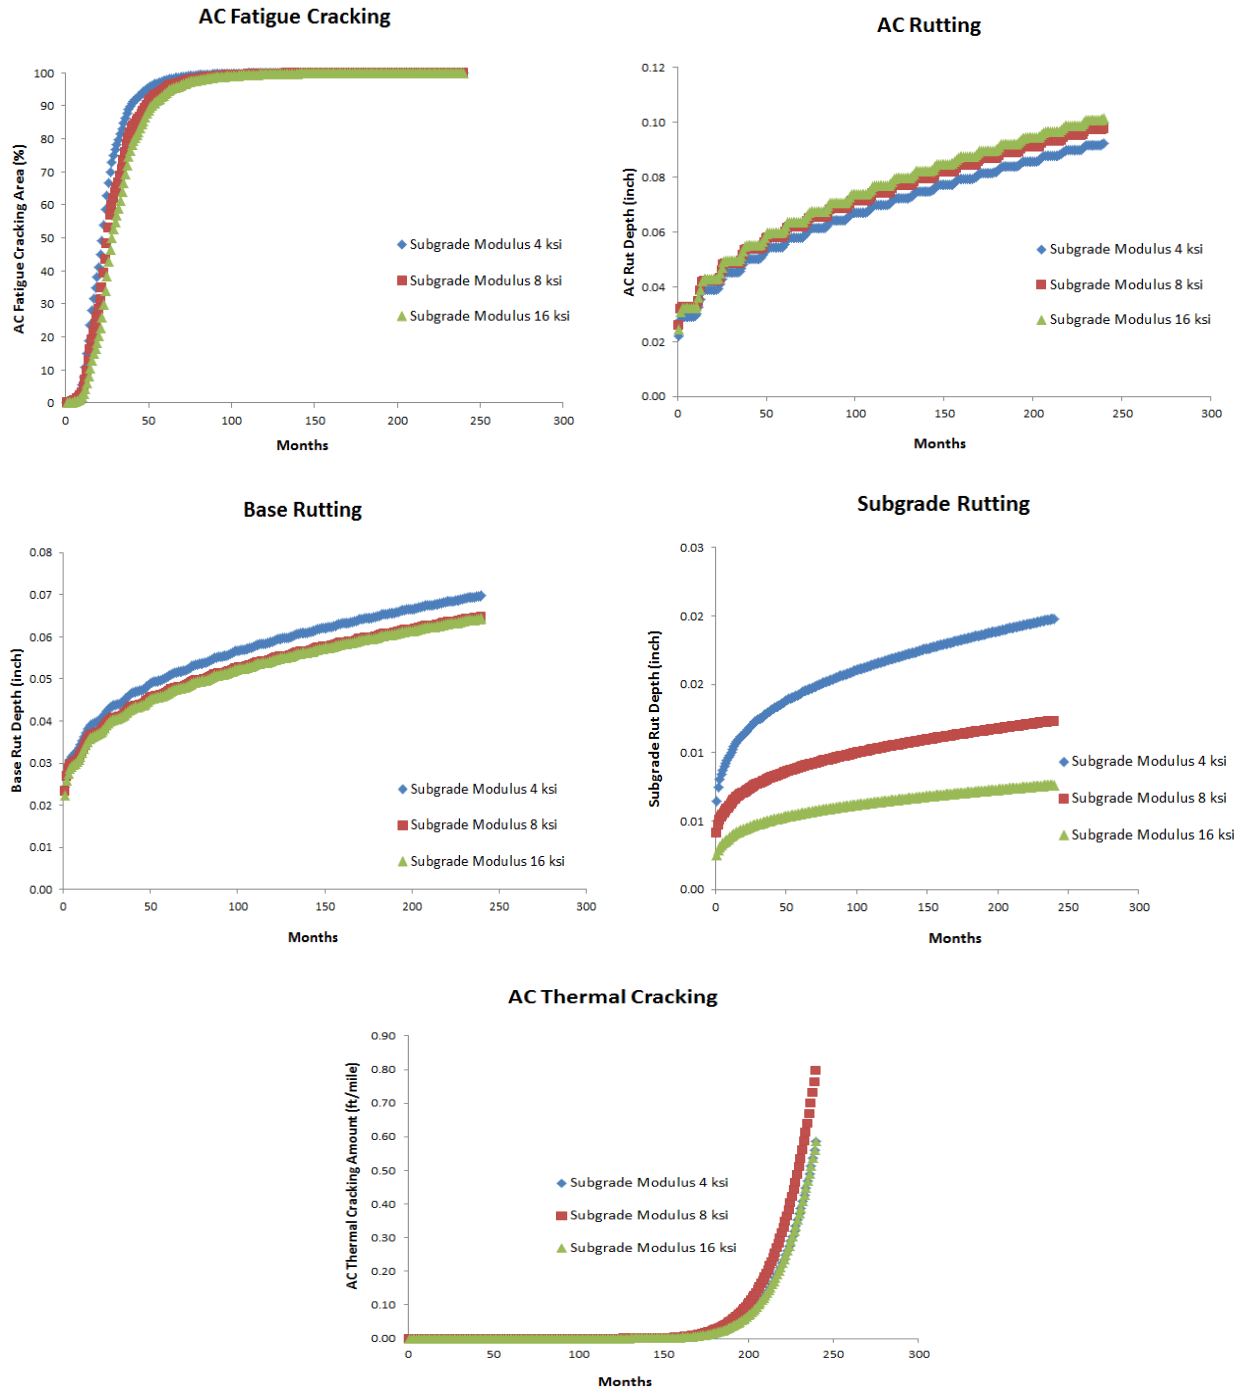 AC Fatigue Cracking
100
90
80
70
60
50
40
30
20
10
0
0 50 100 150 200 250 300
AC Fatigue Cracking Area (%)
Months
Subgrade Modulus 4 ksi
Subgrade Modulus 8 ksi
Subgrade Modulus 16 ksi
AC Rutting
0.12
0.10
0.08
0.06
0.04
0.02
0.00
0 50 100 150 200 250 300
AC Rut Depth (inch)
Months
Subgrade Modulus 4 ksi
Subgrade Modulus 8 ksi
Subgrade Modulus 16 ksi
Base Rutting
0.08
0.07
0.06
0.05
0.04
0.03
0.02
0.01
0.00
0 50 100 150 200 250 300
Base Rut Depth (inch)
Months
Subgrade Modulus 4 ksi
Subgrade Modulus 8 ksi
Subgrade Modulus 16 ksi
Subgrade Rutting
0.03
0.02
0.02
0.01
0.01
0.00
0 50 100 150 200 250 300
Subgrade Rut Depth (inch)
Months
Subgrade Modulus 4 ksi
Subgrade Modulus 8 ksi
Subgrade Modulus 16 ksi
AC Thermal Cracking
0.90
0.80
0.70
0.60
0.50
0.40
0.30
0.20
0.10
0.00
0 50 100 150 200 250 300
AC Thermal Cracking Amount (ft/mile)
Months
Subgrade Modulus 4 ksi
Subgrade Modulus 8 ksi
Subgrade Modulus 16 ksi